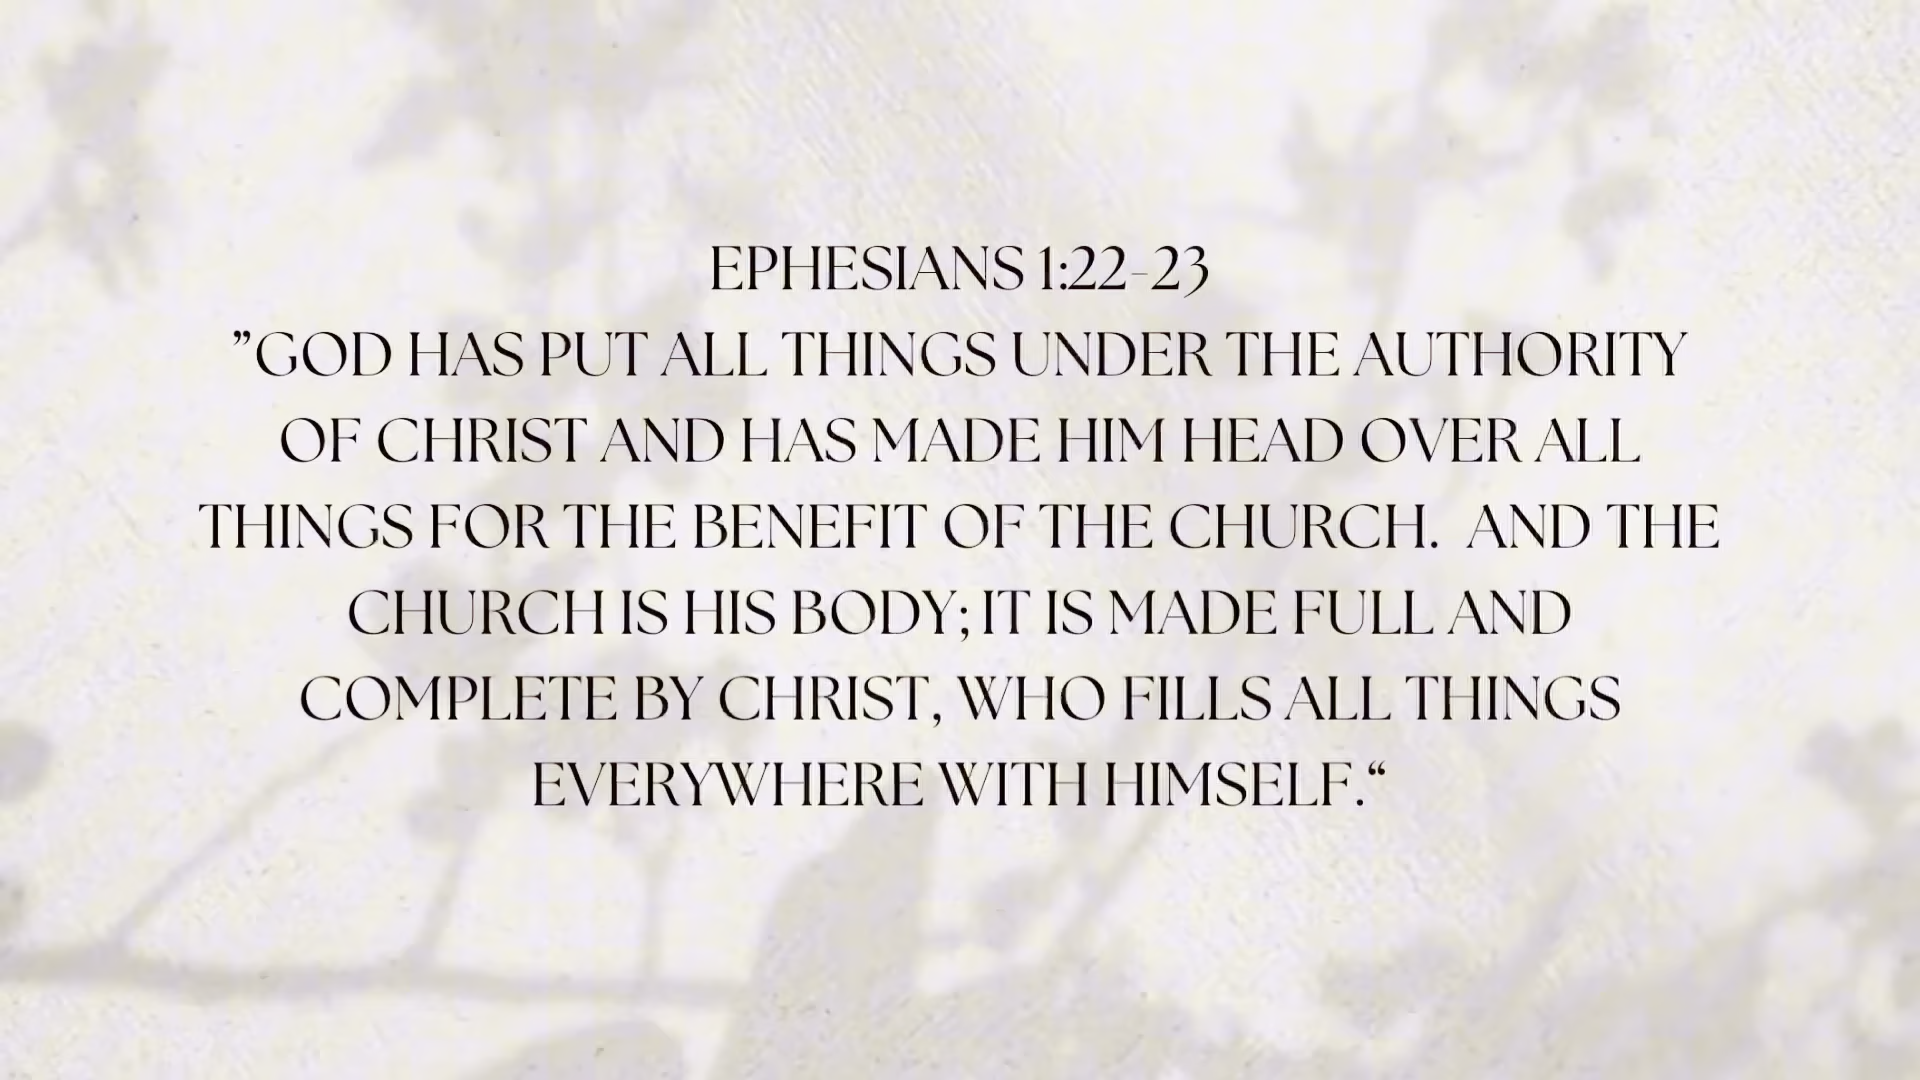 EPHESIANS 1:22-23
”GOD HAS PUT ALL THINGS UNDER THE AUTHORITY
OF CHRIST AND HAS MADE HIM HEAD OVER ALL
THINGS FOR THE BENEFIT OF THE CHURCH.  AND THE
CHURCH IS HIS BODY; IT IS MADE FULL AND
COMPLETE BY CHRIST, WHO FILLS ALL THINGS
EVERYWHERE WITH HIMSELF.“